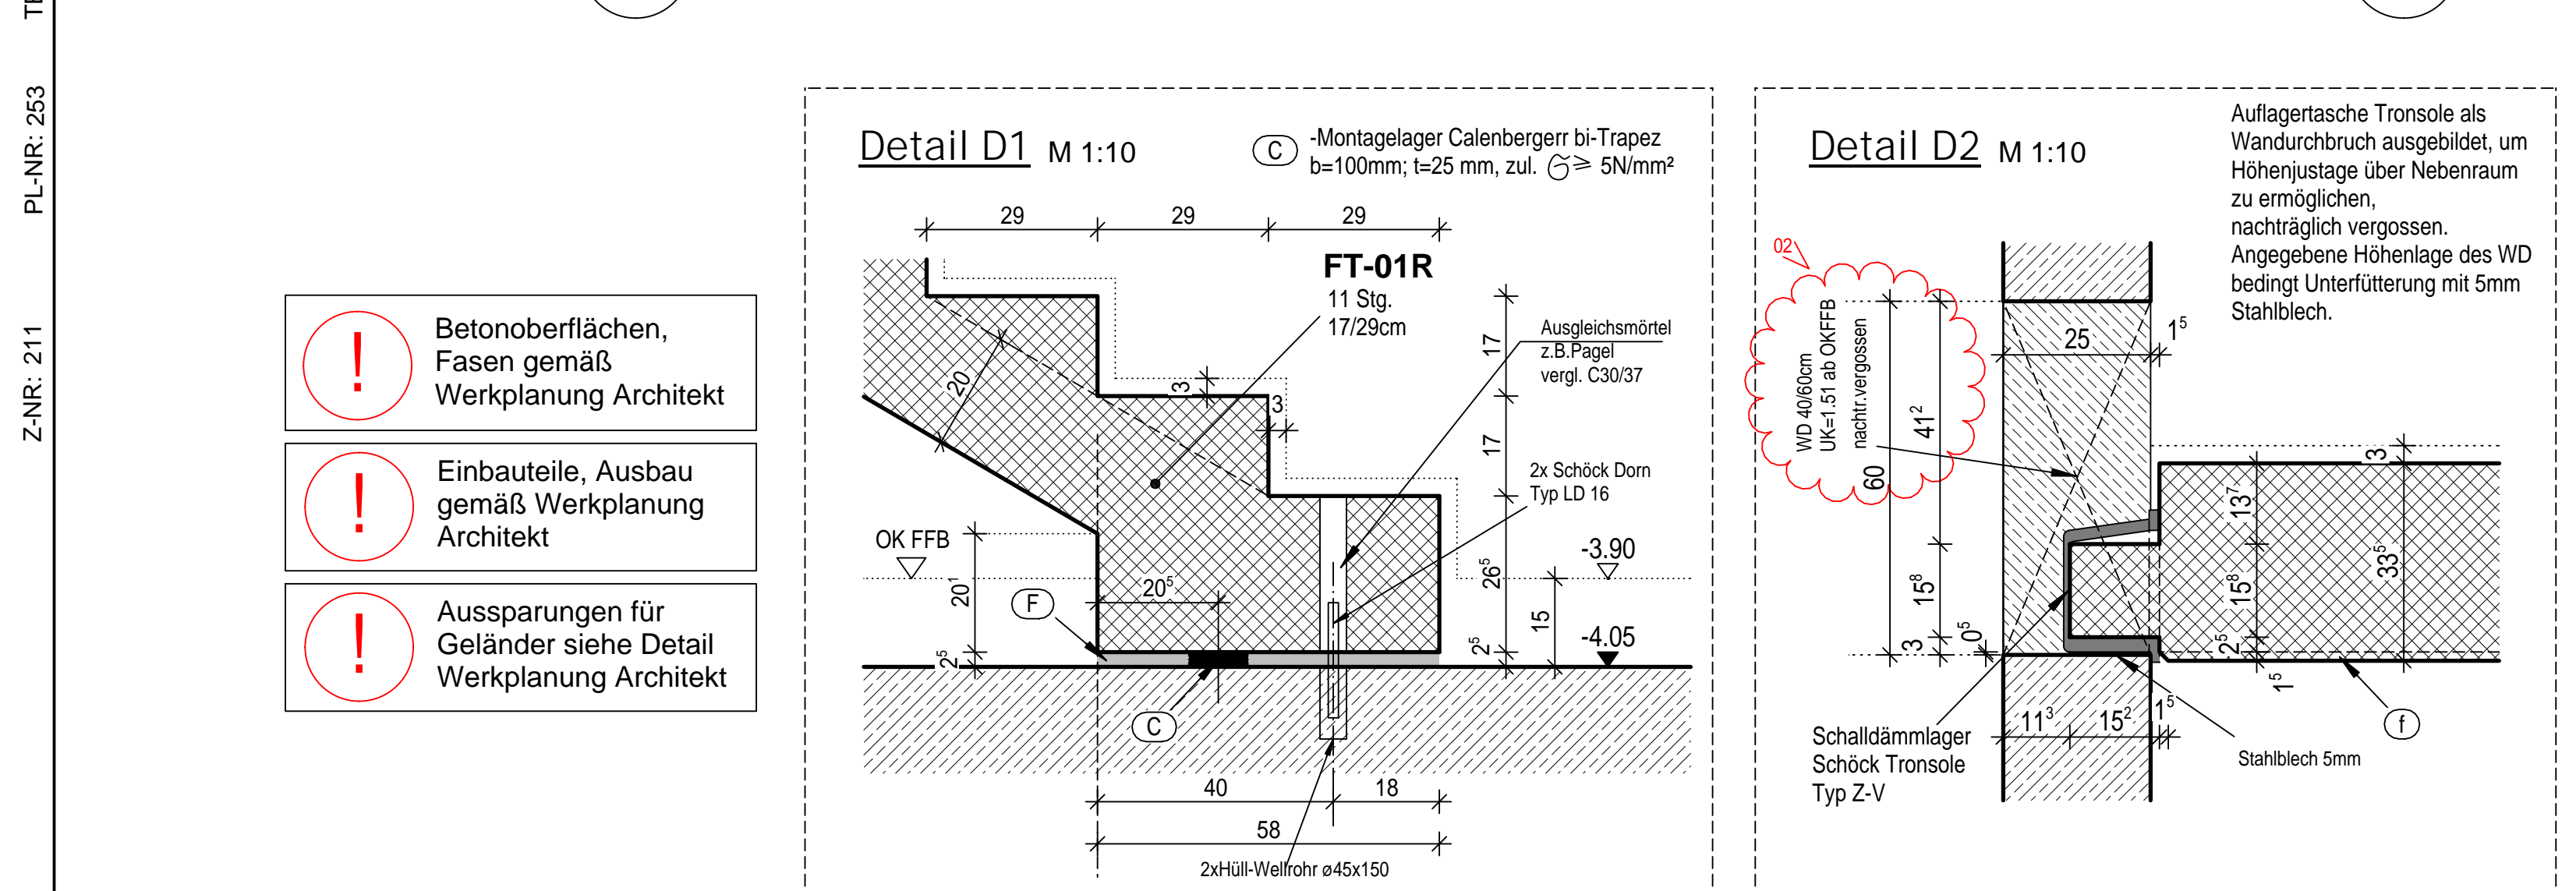 PL-NR: 253
Z-NR: 211
!
Betonoberflächen,
Fasen gemäß
Werkplanung Architekt
!
Einbauteile, Ausbau
gemäß Werkplanung
Architekt
!
Aussparungen für
Geländer siehe Detail
Werkplanung Architekt
Detail D1 M 1:10
C
-Montagelager Calenbergerr bi-Trapez
b=100mm; t=25 mm, zul. σ ≥ 5N/mm²
29 29 29
FT-01R
11 Stg.
17/29cm
Ausgleichsmörtel
z.B.Pagel
vergl. C30/37
2x Schöck Dorn
Typ LD 16
20
3
3
17
17
26⁵
2⁵
15
OK FFB
-3.90
-4.05
20¹
2⁵
20⁵
F
C
40 18
58
2xHüll-Wellrohr ø45x150
Detail D2 M 1:10
Auflagertasche Tronsole als
Wandurchbruch ausgebildet, um
Höhenjustage über Nebenraum
zu ermöglichen,
nachträglich vergossen.
Angegebene Höhenlage des WD
bedingt Unterfütterung mit 5mm
Stahlblech.
02
WD 40/60cm
UK=1.51 ab OKFFB
nachtr.vergossen
60
41²
15⁸
3
0⁵
25
1⁵
3
13⁷
15⁸
2⁵
1⁵
33⁵
11³ 15² 1⁵
f
Schalldämmlager
Schöck Tronsole
Typ Z-V
Stahlblech 5mm